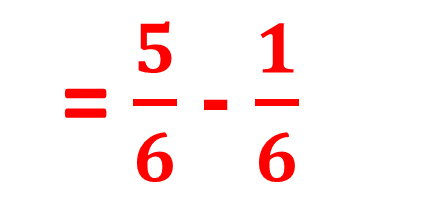 = 5/6 - 1/6